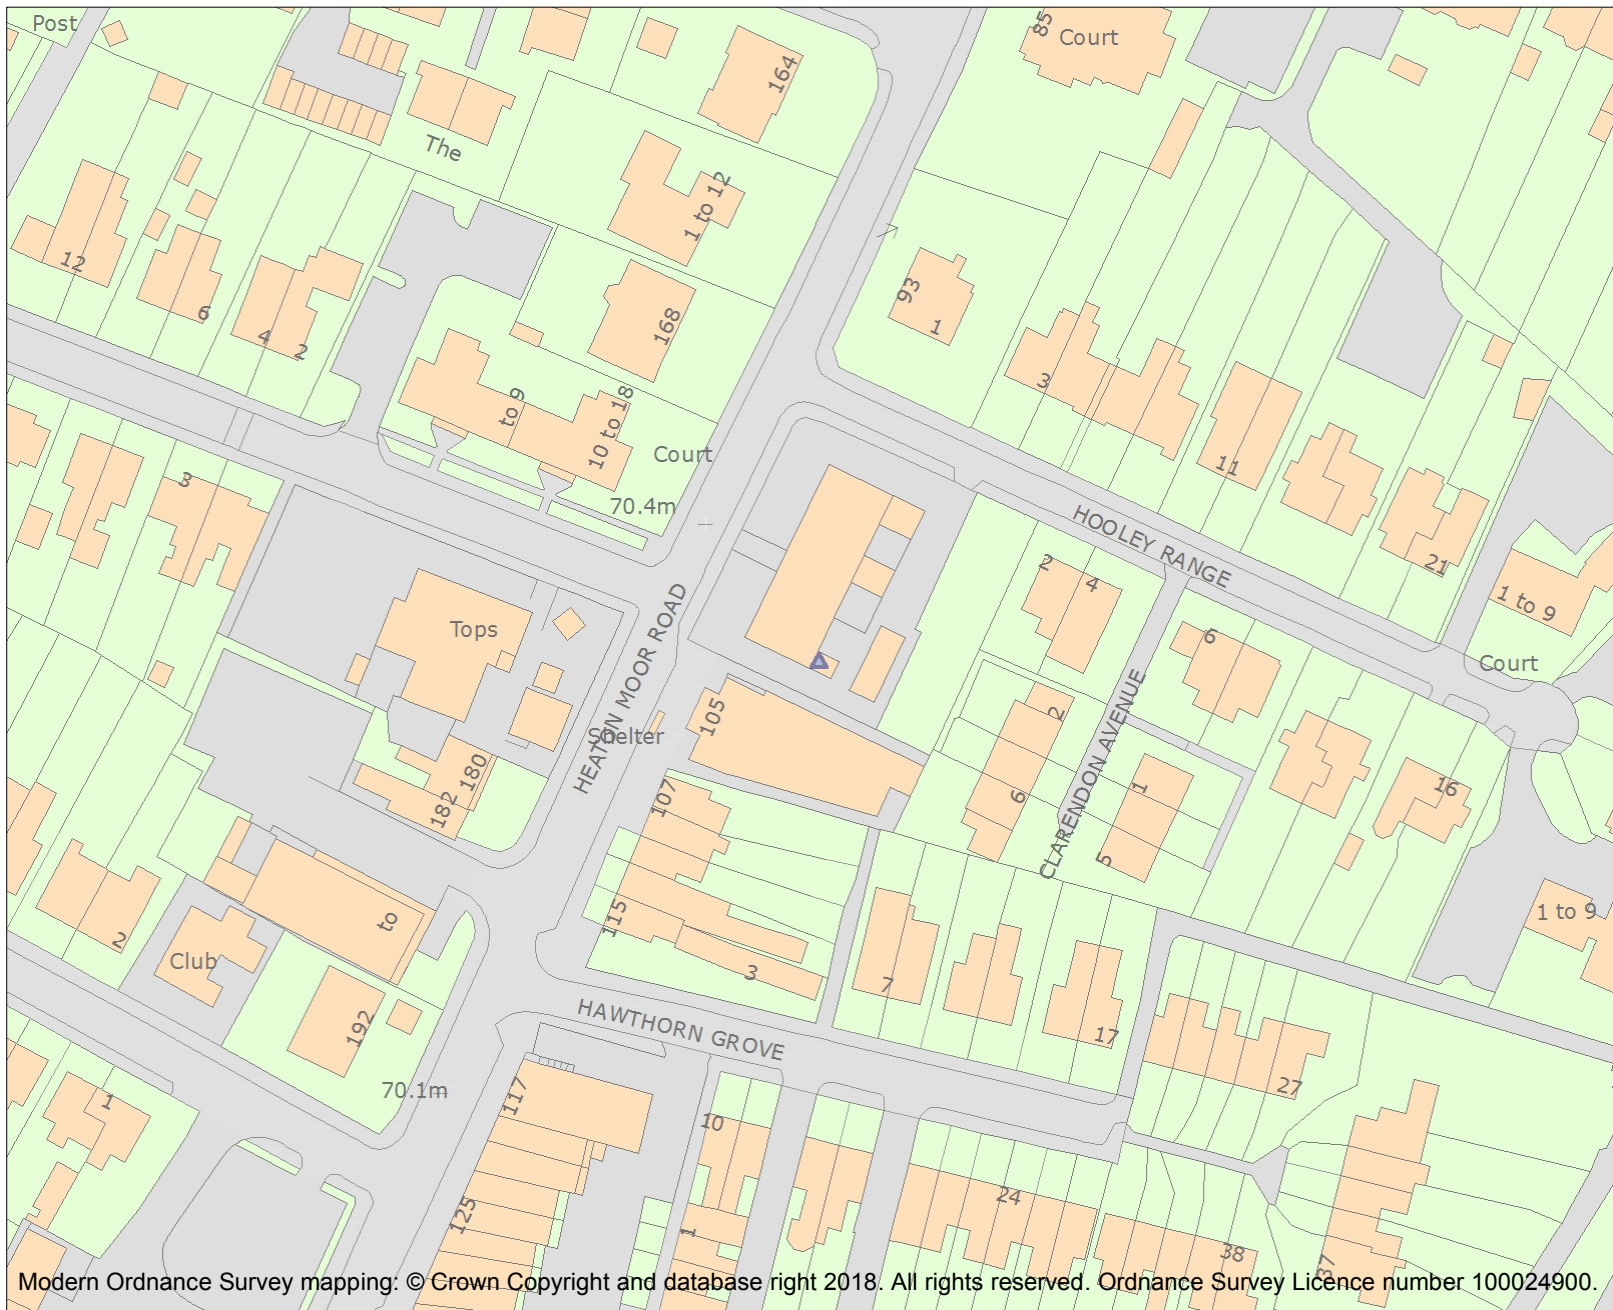 Post
85
Court
164
The
1 to 12
12
6
4
2
93
1
168
3
to 9
10 to 18
Court
70.4m
3
11
21
HOOLEY RANGE
1 to 9
2
4
6
Court
Tops
HEATON MOOR ROAD
Shelter
105
2
6
CLARENDON AVENUE
1
5
16
180
182
107
115
3
7
17
1 to 9
2
to
Club
192
HAWTHORN GROVE
27
70.1m
1
117
10
125
1
24
38
37
Modern Ordnance Survey mapping: © Crown Copyright and database right 2018. All rights reserved. Ordnance Survey Licence number 100024900.